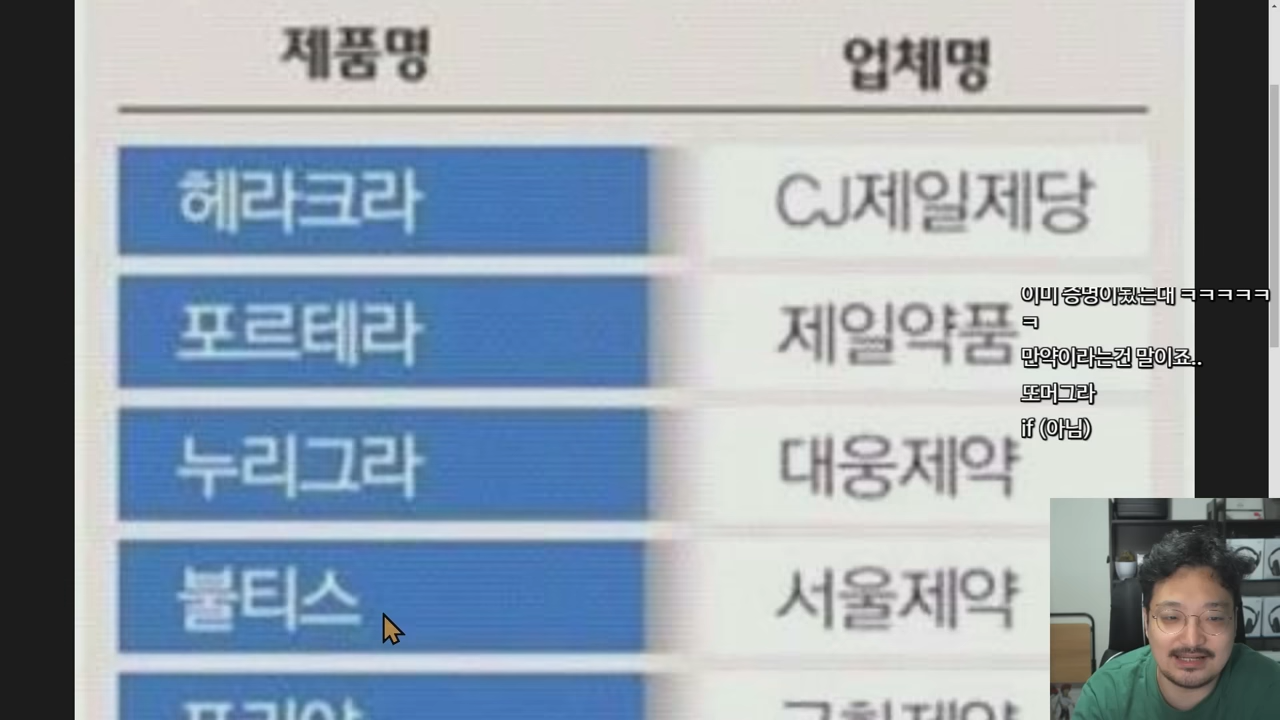 제품명 업체명
헤라크라 CJ제일제당
포르테라 제일약품
누리그라 대웅제약
불티스 서울제약
이미 증명이됬는대 ㅋㅋㅋㅋㅋ
ㅋ
만약이라는건 말이죠..
또머그라
if (아님)